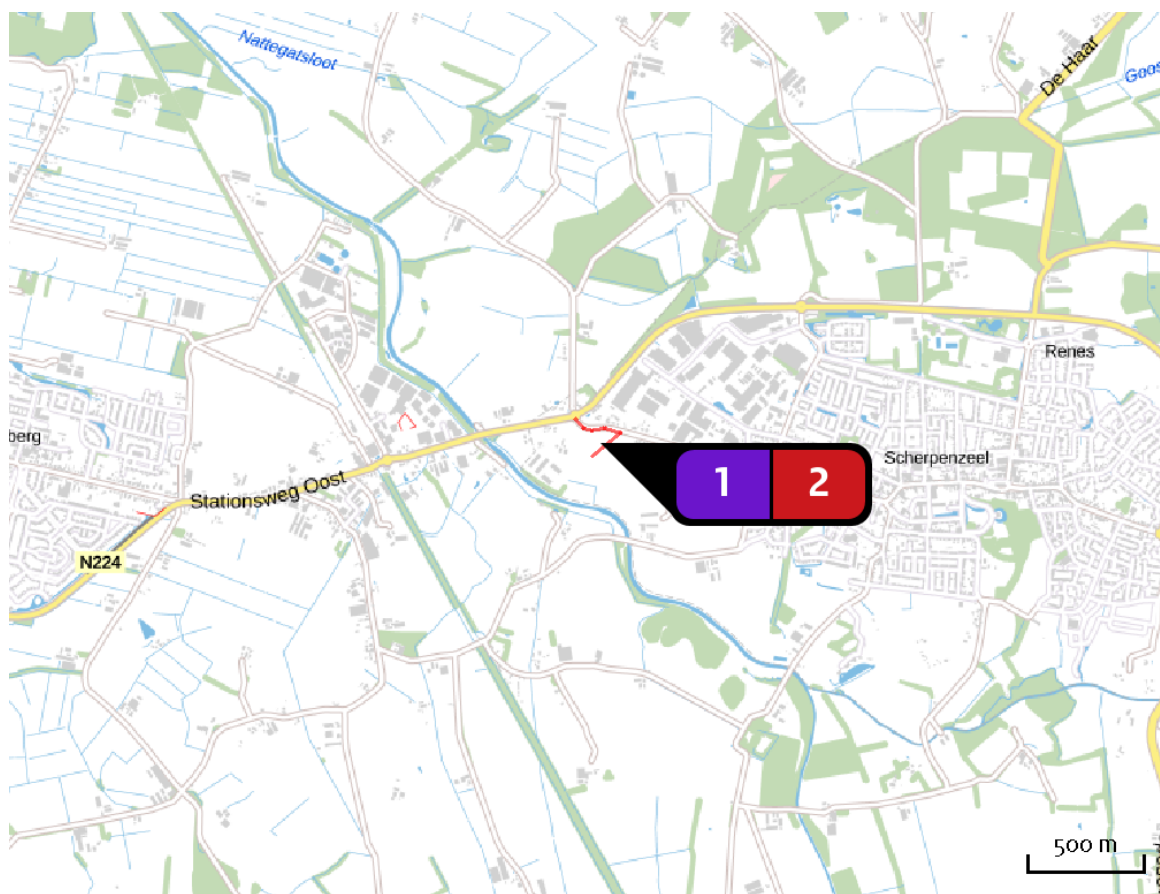 Nattegatsloot
De Haar
Goos
Renes
berg
Scherpenzeel
1 2
Stationsweg Oost
N224
500 m